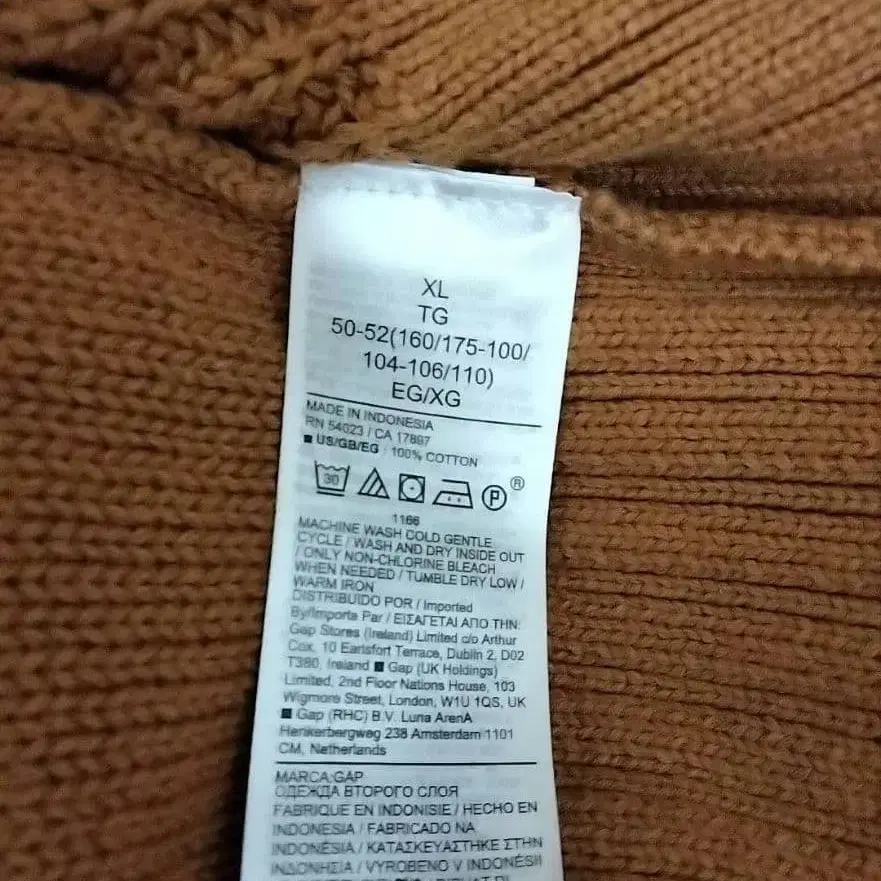 XL
TG
50-52(160/175-100/
104-106/110)
EG/XG
MADE IN INDONESIA
RN 54023 / CA 17897
■ US/GB/EG : 100% COTTON
30 P ®
1166
MACHINE WASH COLD GENTLE
CYCLE / WASH AND DRY INSIDE OUT
/ ONLY NON-CHLORINE BLEACH
WHEN NEEDED / TUMBLE DRY LOW /
WARM IRON
DISTRIBUIDO POR / Imported
By/Importe Par / ΕΙΣΑΓΕΤΑΙ ΑΠΟ ΤΗΝ:
Gap Stores (Ireland) Limited c/o Arthur
Cox, 10 Earlsfort Terrace, Dublin 2, D02
T380, Ireland ■ Gap (UK Holdings)
Limited, 2nd Floor Nations House, 103
Wigmore Street, London, W1U 1QS, UK
■ Gap (RHC) B.V. Luna ArenA
Herikerbergweg 238 Amsterdam 1101
CM, Netherlands
MARCA:GAP
ОДЕЖДА ВТОРОГО СЛОЯ
FABRIQUE EN INDONISIE / HECHO EN
INDONESIA / FABRICADO NA
INDONÉSIA / ΚΑΤΑΣΚΕΥΑΣΤΗΚΕ ΣΤΗΝ
ΙΝΔΟΝΗΣΙΑ / VYROBENO V INDONÉSII